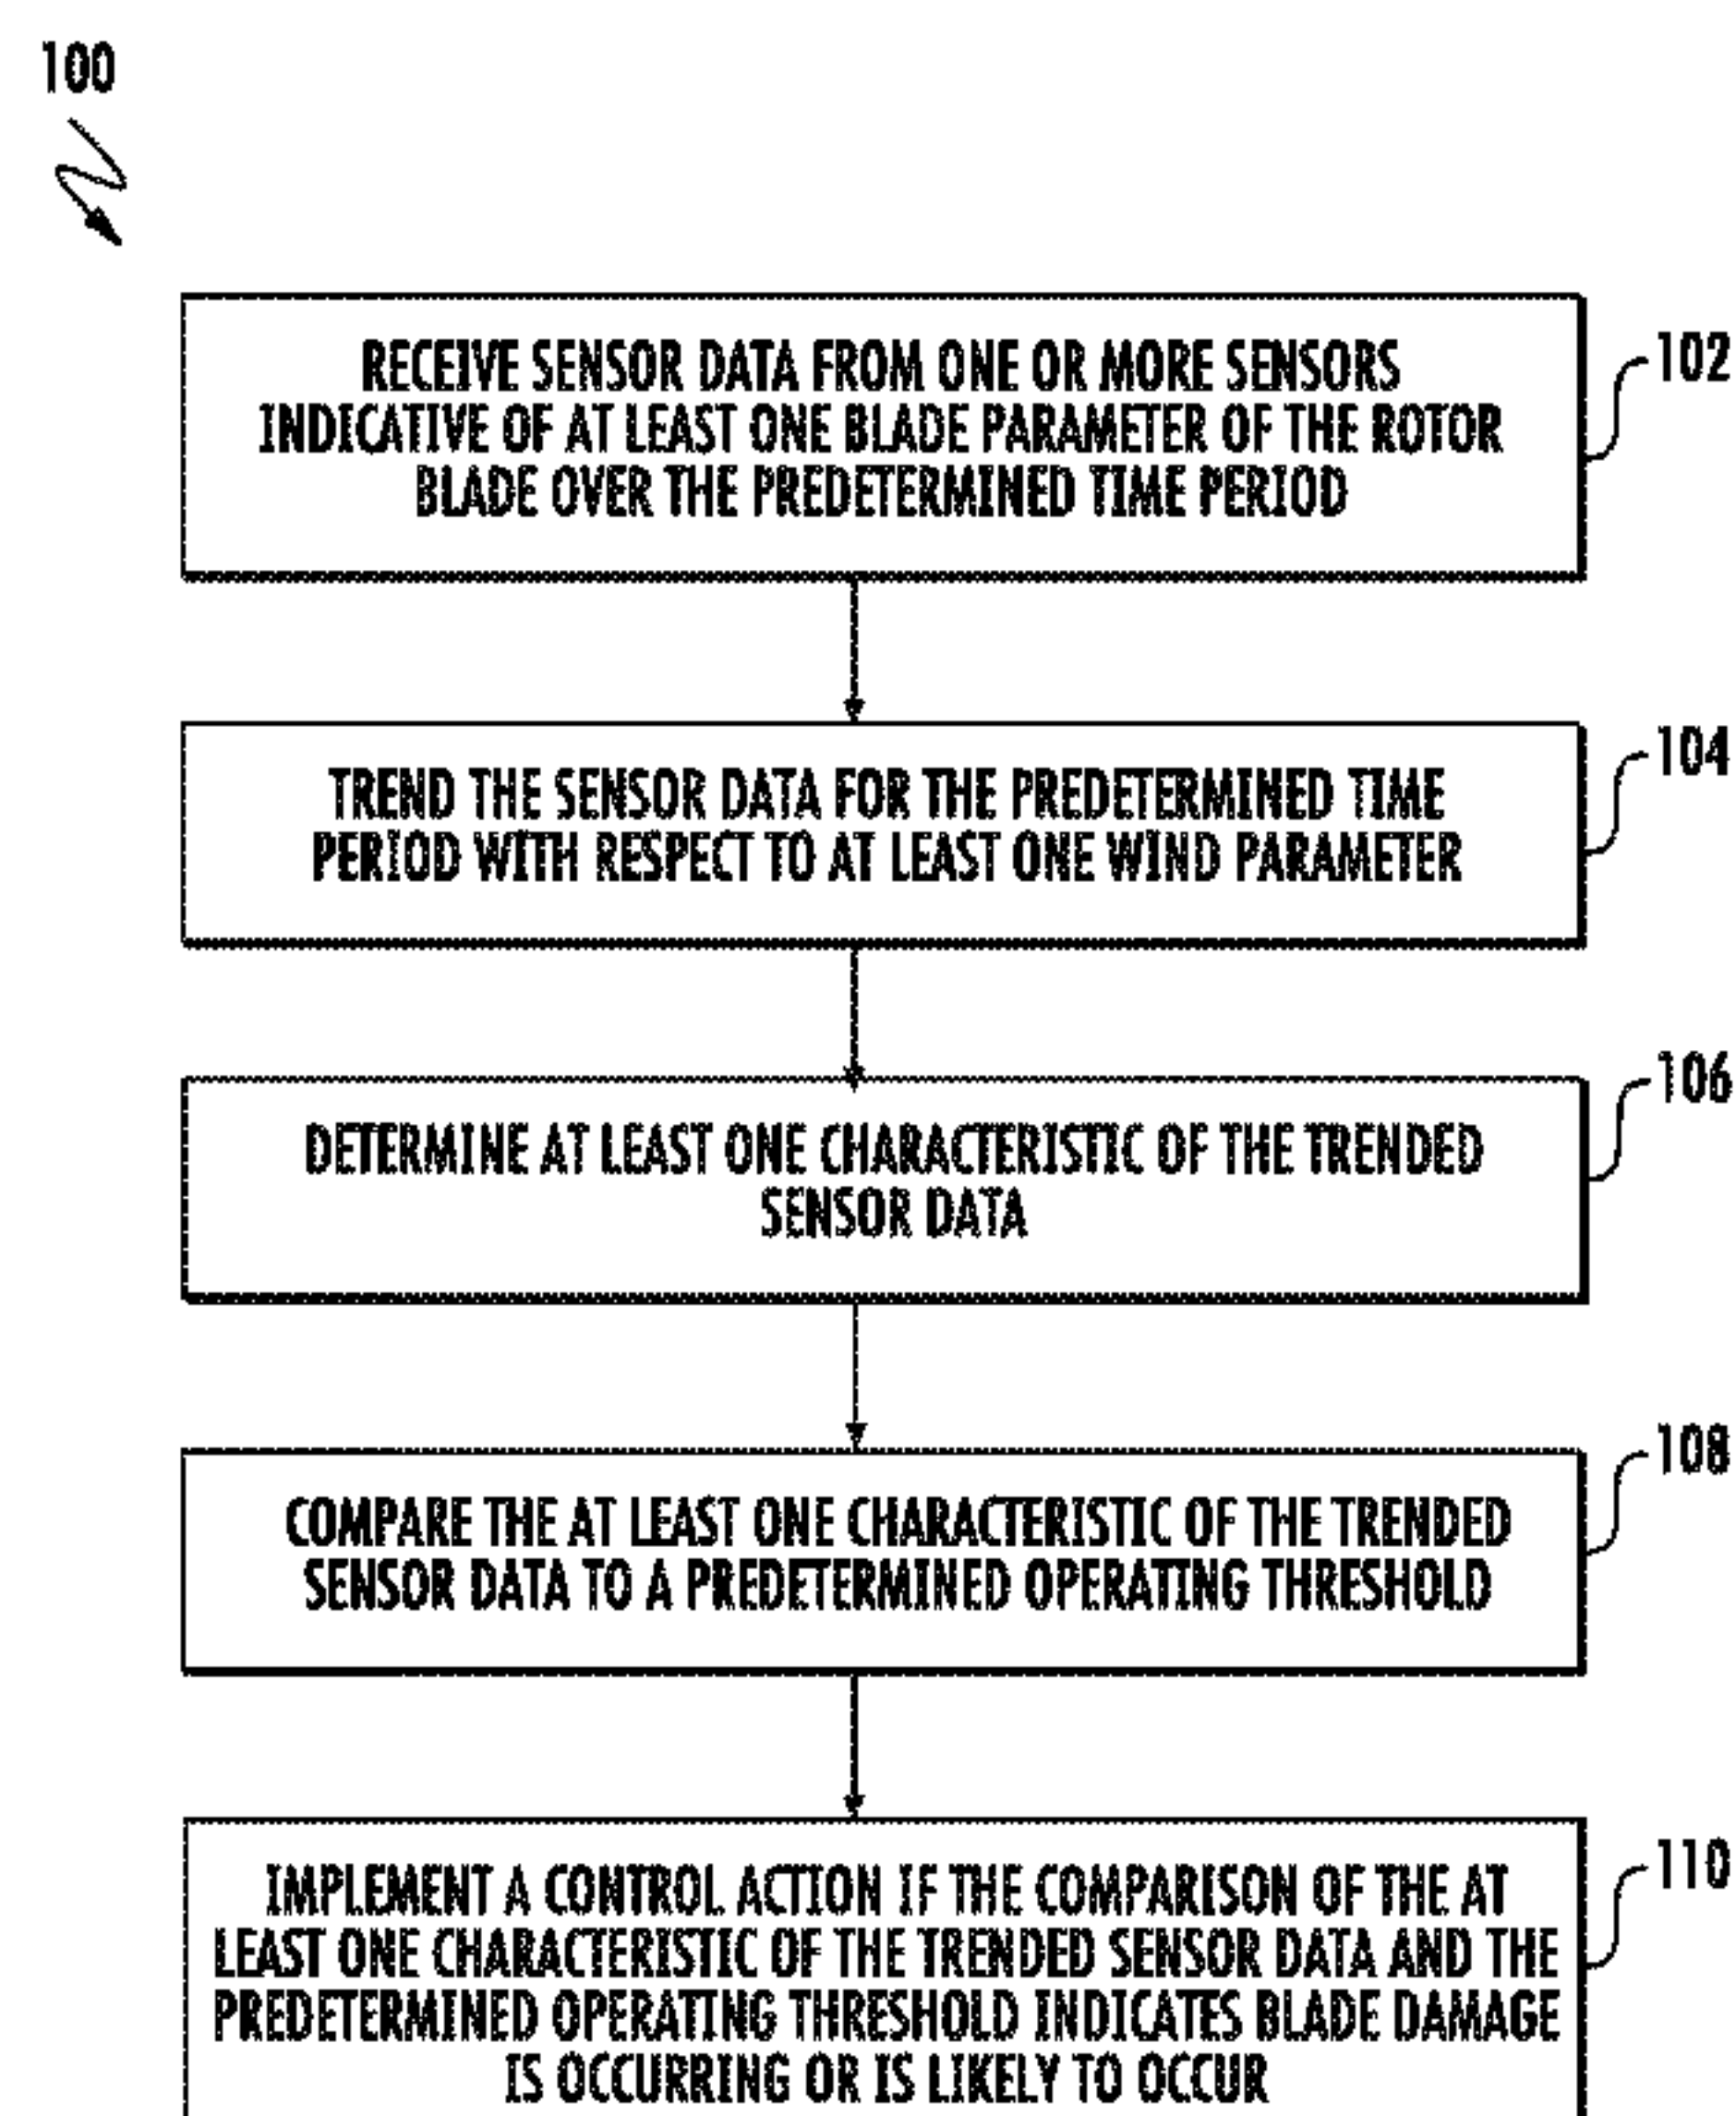 100
RECEIVE SENSOR DATA FROM ONE OR MORE SENSORS
INDICATIVE OF AT LEAST ONE BLADE PARAMETER OF THE ROTOR
BLADE OVER THE PREDETERMINED TIME PERIOD
102
TREND THE SENSOR DATA FOR THE PREDETERMINED TIME
PERIOD WITH RESPECT TO AT LEAST ONE WIND PARAMETER
104
DETERMINE AT LEAST ONE CHARACTERISTIC OF THE TRENDED
SENSOR DATA
106
COMPARE THE AT LEAST ONE CHARACTERISTIC OF THE TRENDED
SENSOR DATA TO A PREDETERMINED OPERATING THRESHOLD
108
IMPLEMENT A CONTROL ACTION IF THE COMPARISON OF THE AT
LEAST ONE CHARACTERISTIC OF THE TRENDED SENSOR DATA AND THE
PREDETERMINED OPERATING THRESHOLD INDICATES BLADE DAMAGE
IS OCCURRING OR IS LIKELY TO OCCUR
110